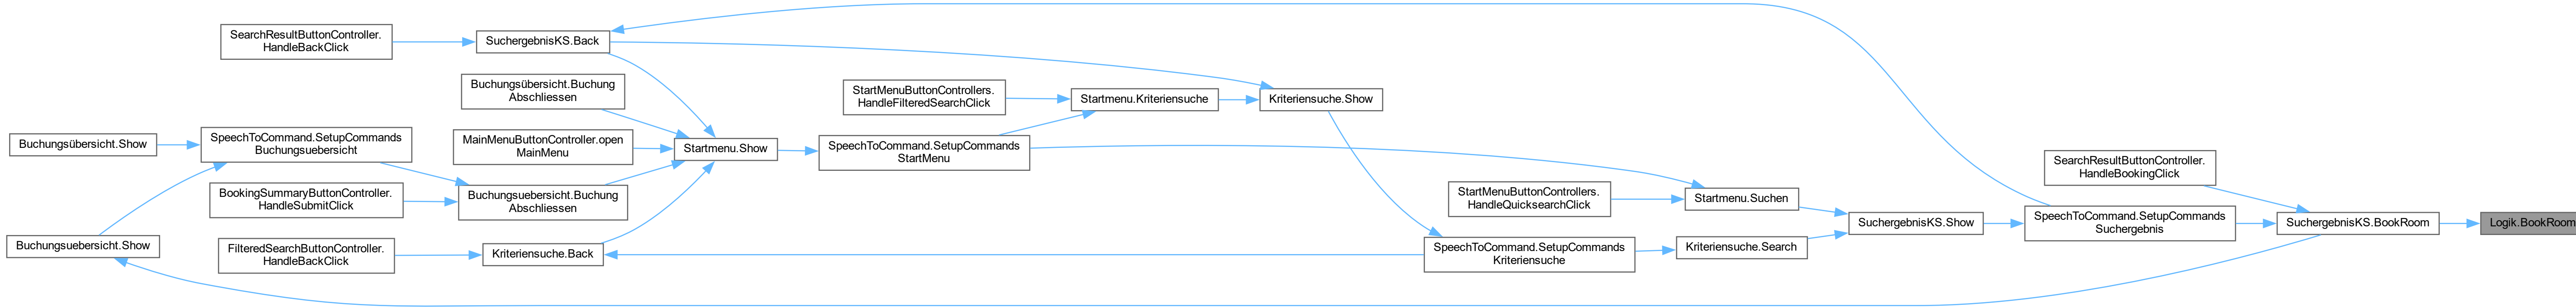 SearchResultButtonController.
HandleBackClick
SuchergebnisKS.Back
Buchungsübersicht.Buchung
Abschliessen
StartMenuButtonControllers.
HandleFilteredSearchClick
Startmenu.Kriteriensuche
Kriteriensuche.Show
Buchungsübersicht.Show
SpeechToCommand.SetupCommands
Buchungsuebersicht
MainMenuButtonController.open
MainMenu
Startmenu.Show
SpeechToCommand.SetupCommands
StartMenu
SearchResultButtonController.
HandleBookingClick
BookingSummaryButtonController.
HandleSubmitClick
Buchungsuebersicht.Buchung
Abschliessen
StartMenuButtonControllers.
HandleQuicksearchClick
Startmenu.Suchen
SuchergebnisKS.Show
SpeechToCommand.SetupCommands
Suchergebnis
SuchergebnisKS.BookRoom
Logik.BookRoom
Buchungsuebersicht.Show
FilteredSearchButtonController.
HandleBackClick
Kriteriensuche.Back
SpeechToCommand.SetupCommands
Kriteriensuche
Kriteriensuche.Search